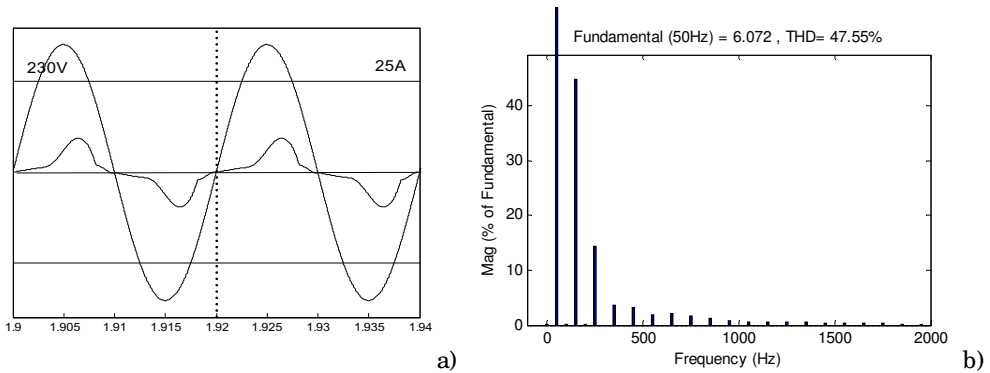 230V 25A
1.9 1.905 1.91 1.915 1.92 1.925 1.93 1.935 1.94
a)
Fundamental (50Hz) = 6.072 , THD= 47.55%
Mag (% of Fundamental)
40
30
20
10
0
0 500 1000 1500 2000
Frequency (Hz)
b)